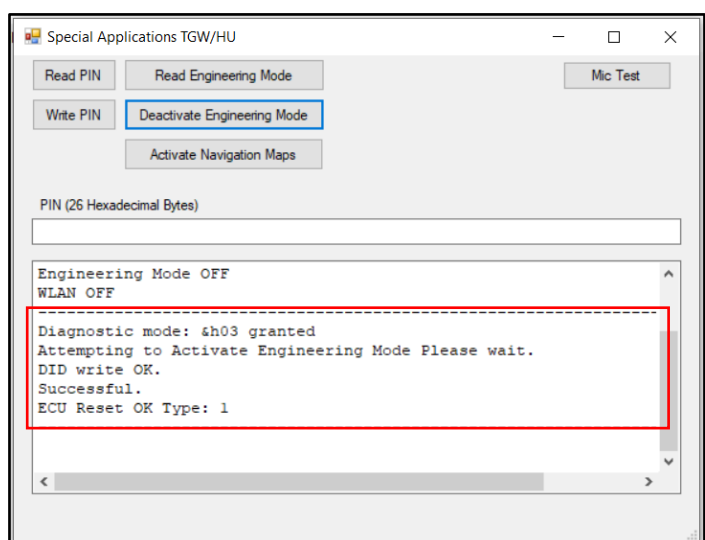 Special Applications TGW/HU
Read PIN
Read Engineering Mode
Mic Test
Write PIN
Deactivate Engineering Mode
Activate Navigation Maps
PIN (26 Hexadecimal Bytes)
Engineering Mode OFF
WLAN OFF
Diagnostic mode: &h03 granted
Attempting to Activate Engineering Mode Please wait.
DID write OK.
Successful.
ECU Reset OK Type: 1